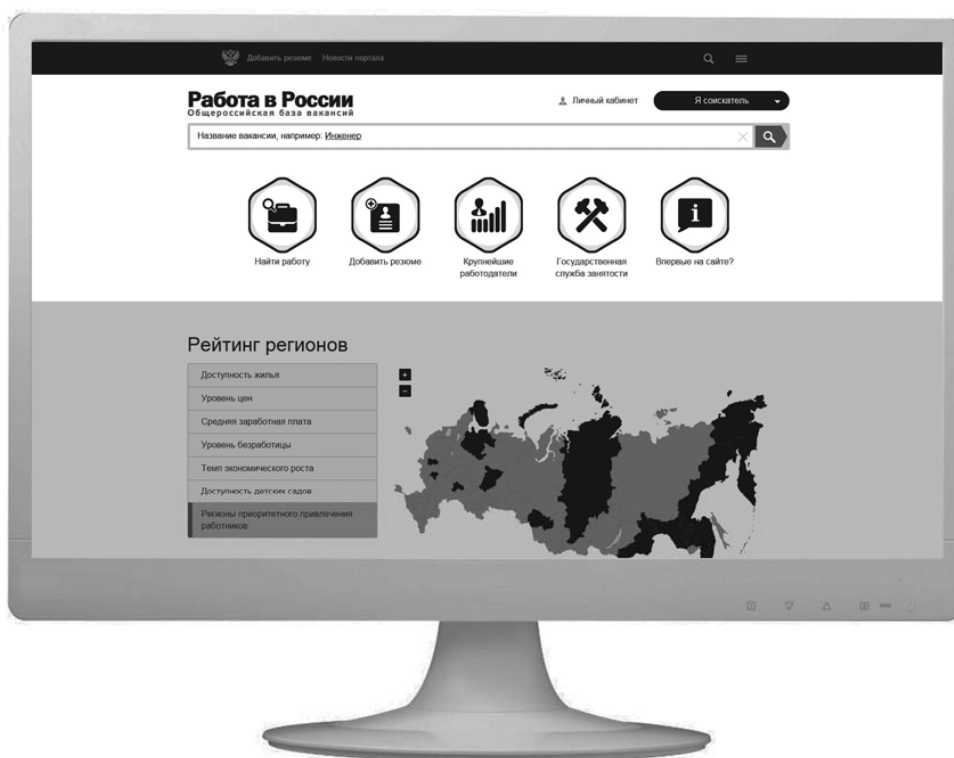 Добавить резюме Новости портала
Работа в России
Общероссийская база вакансий
Личный кабинет
Я соискатель
Название вакансии, например: Инженер
Найти работу
Добавить резюме
Крупнейшие
работодатели
Государственная
служба занятости
Впервые на сайте?
Рейтинг регионов
Доступность жилья
Уровень цен
Средняя заработная плата
Уровень безработицы
Темп экономического роста
Доступность детских садов
Регионы приоритетного привлечения
работников